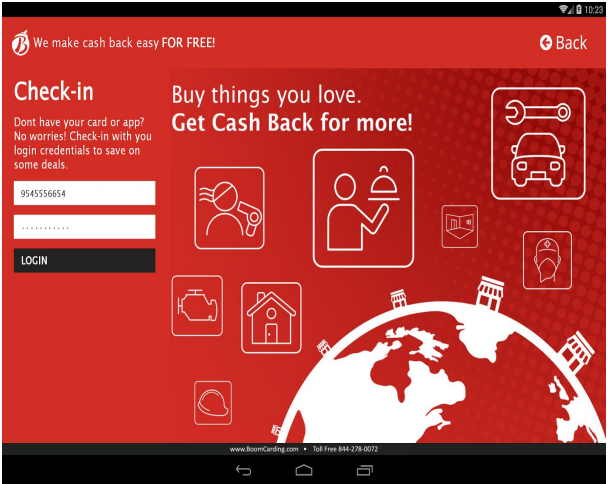 10:23
We make cash back easy FOR FREE!
Back
Check-in
Dont have your card or app?
No worries! Check-in with you
login credentials to save on
some deals.
9545556654
...........
LOGIN
Buy things you love.
Get Cash Back for more!
www.BoomCarding.com • Toll Free 844-278-0072